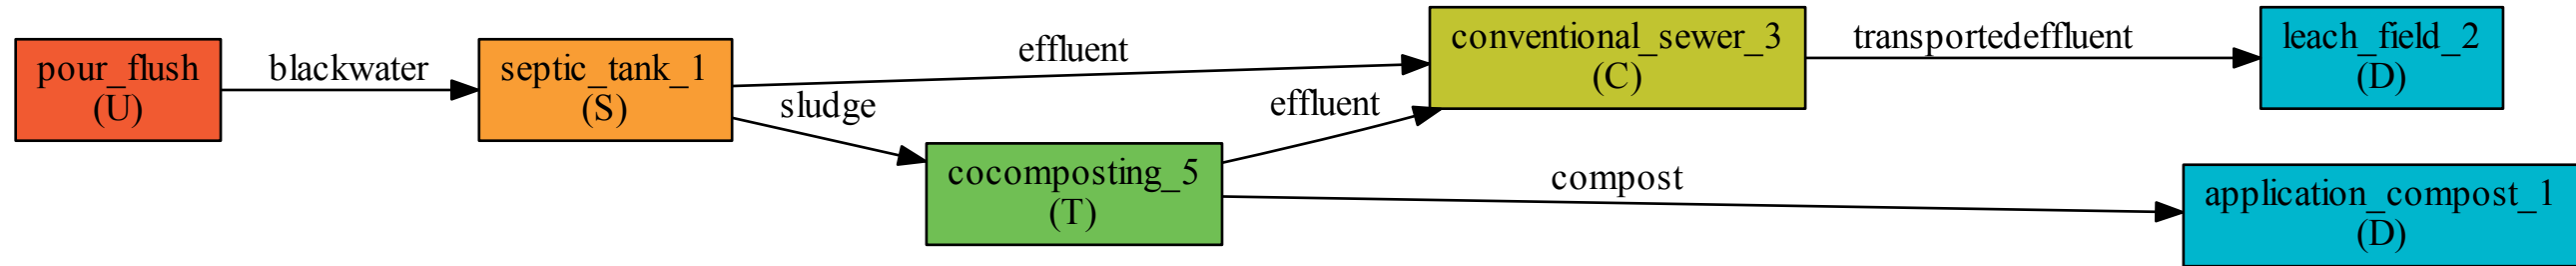 pour_flush
(U)
blackwater
septic_tank_1
(S)
effluent
sludge
cocomposting_5
(T)
effluent
compost
conventional_sewer_3
(C)
transportedeffluent
leach_field_2
(D)
application_compost_1
(D)